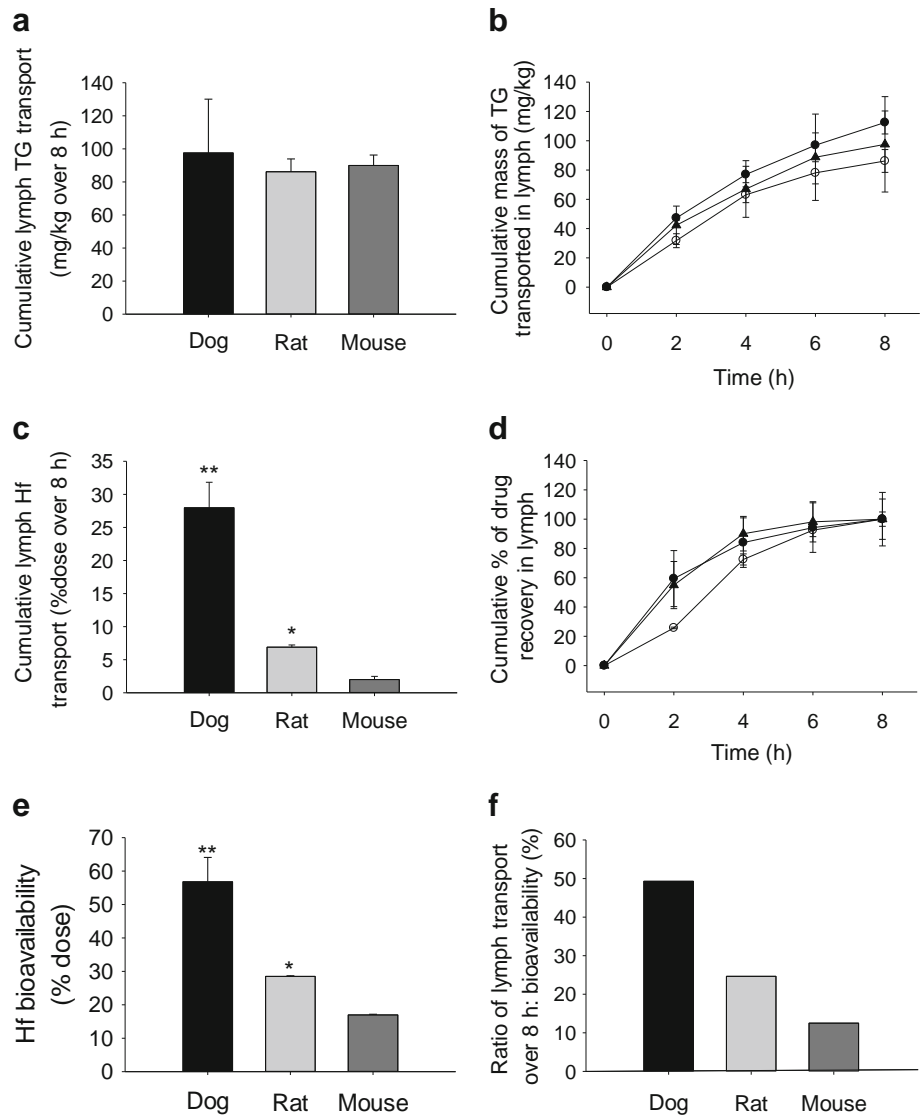 a
Cumulative lymph TG transport
(mg/kg over 8 h)
140
120
100
80
60
40
20
0
Dog Rat Mouse
b
Cumulative mass of TG
transported in lymph (mg/kg)
140
120
100
80
60
40
20
0
0 2 4 6 8
Time (h)
c
Cumulative lymph Hf
transport (%dose over 8 h)
35
30
25
20
15
10
5
0
**
*
Dog Rat Mouse
d
Cumulative % of drug
recovery in lymph
140
120
100
80
60
40
20
0
0 2 4 6 8
Time (h)
e
Hf bioavailability
(% dose)
70
60
50
40
30
20
10
0
**
*
Dog Rat Mouse
f
Ratio of lymph transport
over 8 h: bioavailability (%)
60
50
40
30
20
10
0
Dog Rat Mouse